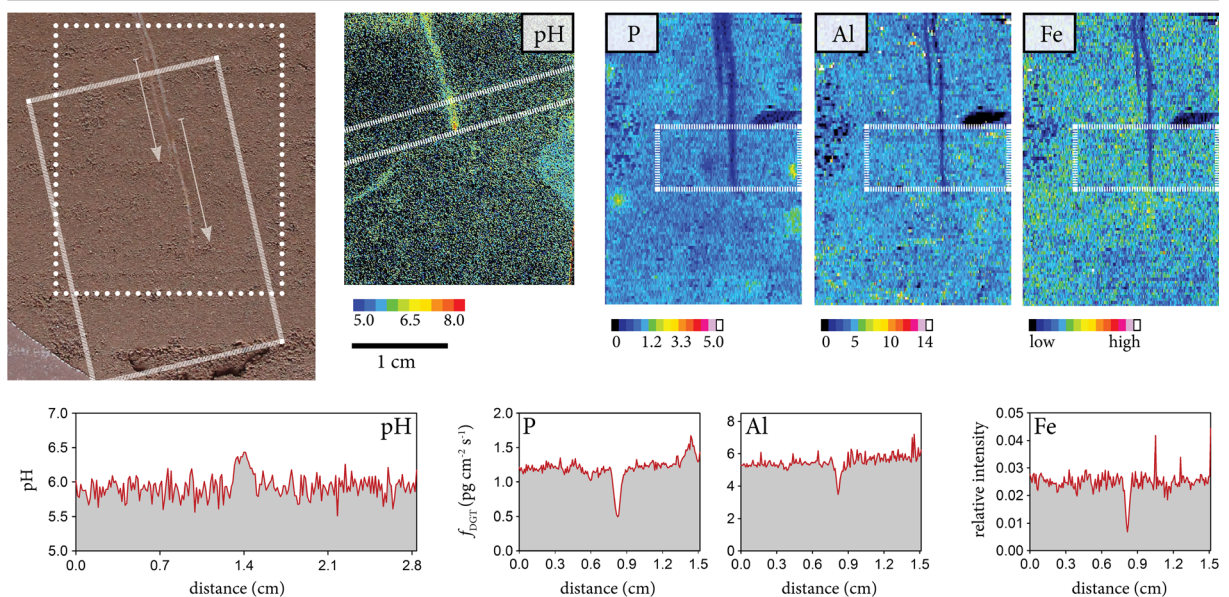 pH
P
Al
Fe
5.0 6.5 8.0
0 1.2 3.3 5.0
0 5 10 14
low high
1 cm
pH
7.0
6.5
6.0
5.5
5.0
pH
0.0 0.7 1.4 2.1 2.8
distance (cm)
P
2.0
1.5
1.0
0.5
0.0
fDGT (pg cm⁻² s⁻¹)
0.0 0.3 0.6 0.9 1.2 1.5
distance (cm)
Al
8
6
4
2
0
0.0 0.3 0.6 0.9 1.2 1.5
distance (cm)
Fe
0.05
0.04
0.03
0.02
0.01
0.00
relative intensity
0.0 0.3 0.6 0.9 1.2 1.5
distance (cm)